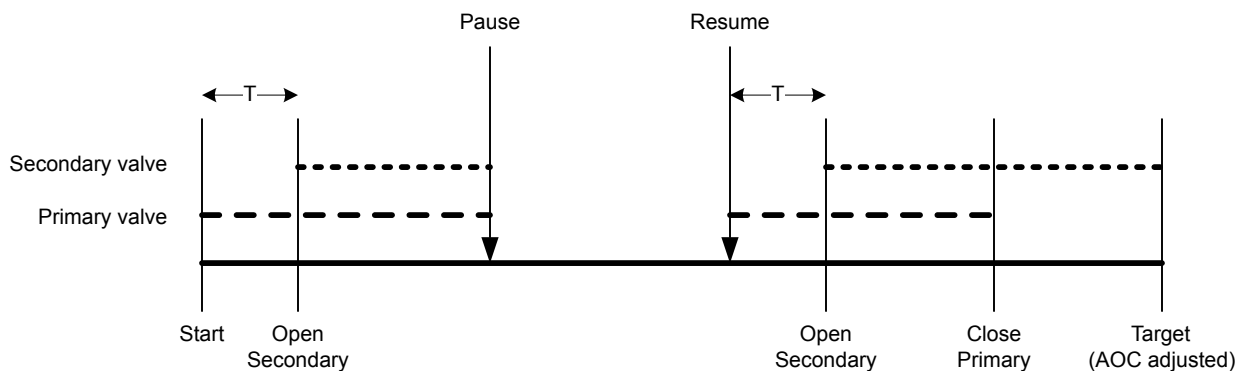 Pause
Resume
T
T
Secondary valve
Primary valve
Start
Open
Secondary
Open
Secondary
Close
Primary
Target
(AOC adjusted)